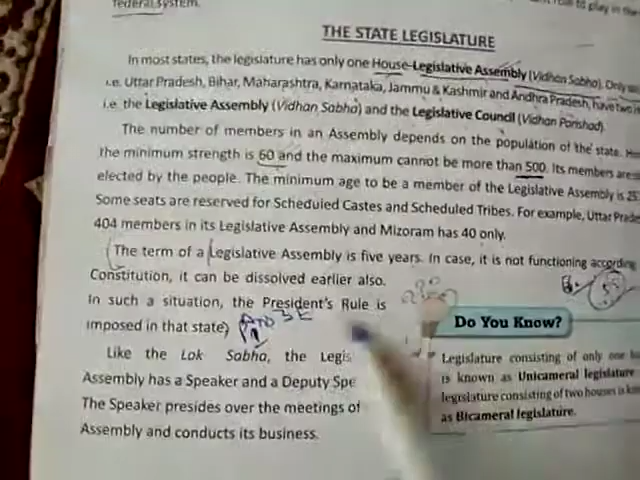 federal system.
role to play in the
THE STATE LEGISLATURE
In most states, the legislature has only one House-Legislative Assembly (Vidhan Sabha). Only
i.e. Uttar Pradesh, Bihar, Maharashtra, Karnataka, Jammu & Kashmir and Andhra Pradesh, have two
i.e. the Legislative Assembly (Vidhan Sabha) and the Legislative Council (Vidhan Parishad).
The number of members in an Assembly depends on the population of the state.
the minimum strength is 60 and the maximum cannot be more than 500. Its members are
elected by the people. The minimum age to be a member of the Legislative Assembly is 25
Some seats are reserved for Scheduled Castes and Scheduled Tribes. For example, Uttar Prade
404 members in its Legislative Assembly and Mizoram has 40 only.
The term of a Legislative Assembly is five years. In case, it is not functioning according
Constitution, it can be dissolved earlier also.
In such a situation, the President's Rule is
imposed in that state)
Like the Lok Sabha, the Legis
Assembly has a Speaker and a Deputy Spe
The Speaker presides over the meetings of
Assembly and conducts its business.
Do You Know?
Legislature consisting of only one
is known as Unicameral legislature
legislature consisting of two houses is
as Bicameral legislature.